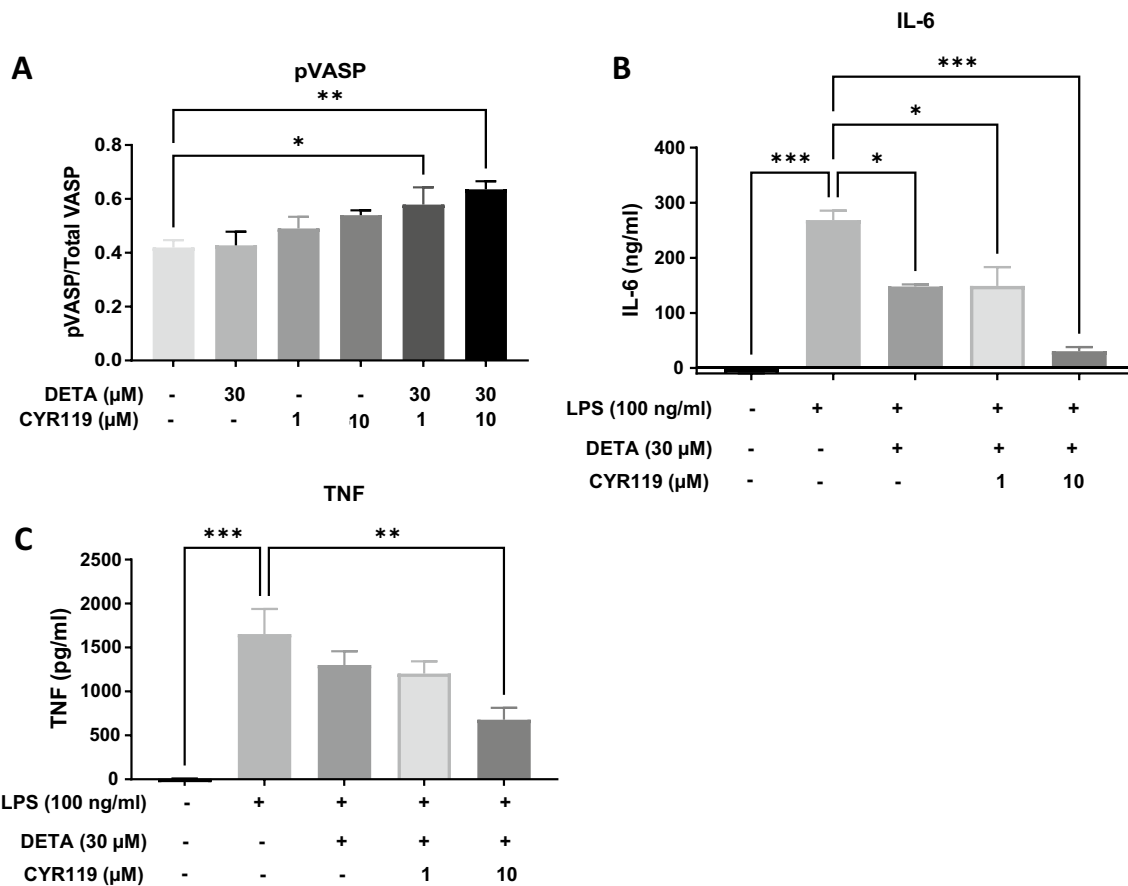 A
pVASP
**
*
pVASP/Total VASP
0.8
0.6
0.4
0.2
0.0
DETA (µM) - 30 - - 30 30
CYR119 (µM) - - 1 10 1 10
B
IL-6
***
*
*** *
IL-6 (ng/ml)
400
300
200
100
0
LPS (100 ng/ml) - + + + +
DETA (30 µM) - - + + +
CYR119 (µM) - - - 1 10
C
TNF
*** **
TNF (pg/ml)
2500
2000
1500
1000
500
0
LPS (100 ng/ml) - + + + +
DETA (30 µM) - - + + +
CYR119 (µM) - - - 1 10